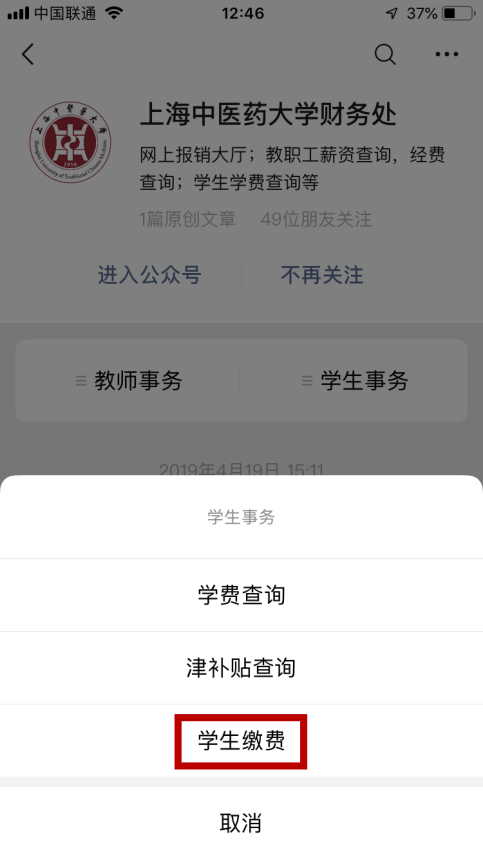 中国联通 12:46 37%
上海中医药大学财务处
网上报销大厅；教职工薪资查询，经费
查询；学生学费查询等
1篇原创文章 49位朋友关注
进入公众号 不再关注
教师事务 学生事务
2019年4月19日 15:11
学生事务
学费查询
津补贴查询
学生缴费
取消